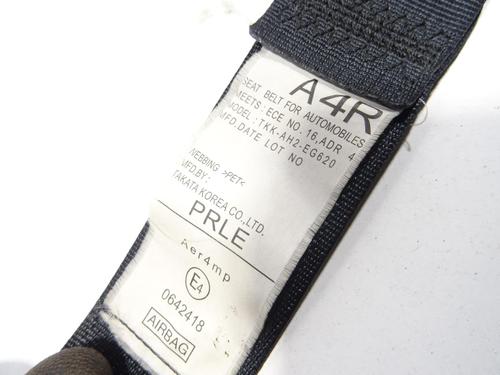 A4R
SEAT BELT FOR AUTOMOBILES
MEETS : ECE NO. 16, ADR 4
MODEL : TKK-AH2-EG620
MFD.DATE LOT NO
WEBBING >PET<
MFD.BY :
TAKATA KOREA CO., LTD.
PRLE
Aer4mp
E4
0642418
AIRBAG